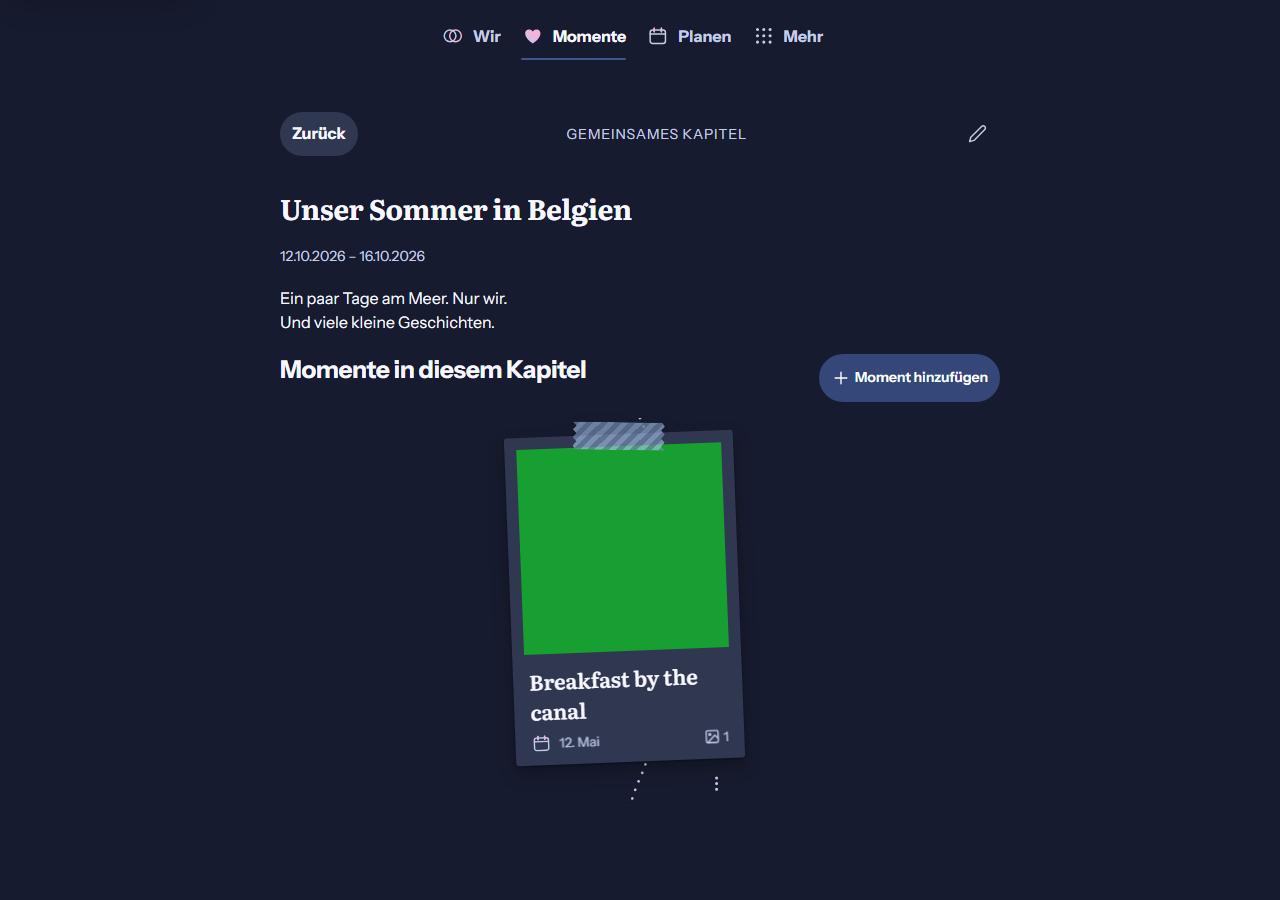 Wir Momente Planen Mehr
Zurück
GEMEINSAMES KAPITEL
Unser Sommer in Belgien
12.10.2026 – 16.10.2026
Ein paar Tage am Meer. Nur wir.
Und viele kleine Geschichten.
Momente in diesem Kapitel
Moment hinzufügen
Breakfast by the
canal
12. Mai
1